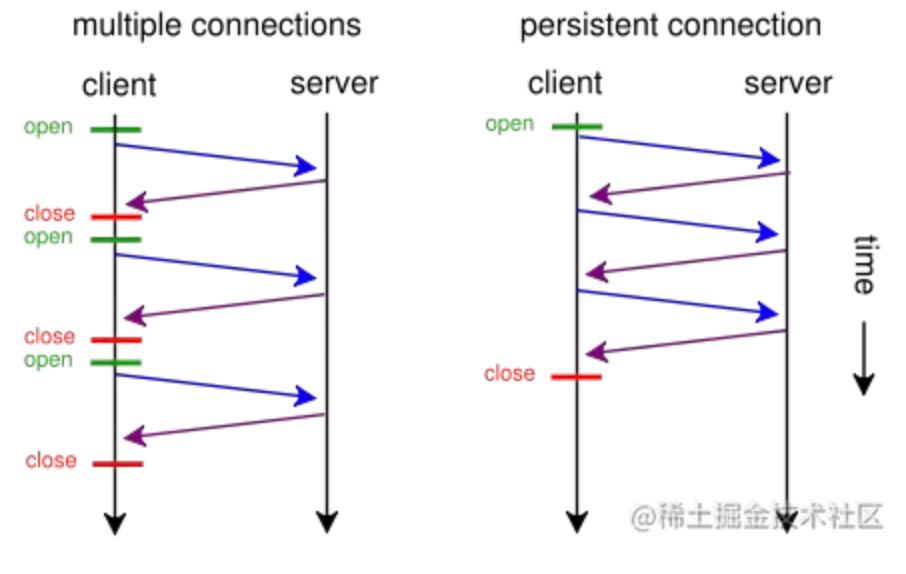 multiple connections
client
server
open
close
open
close
open
close
persistent connection
client
server
open
close
time
@稀土掘金技术社区